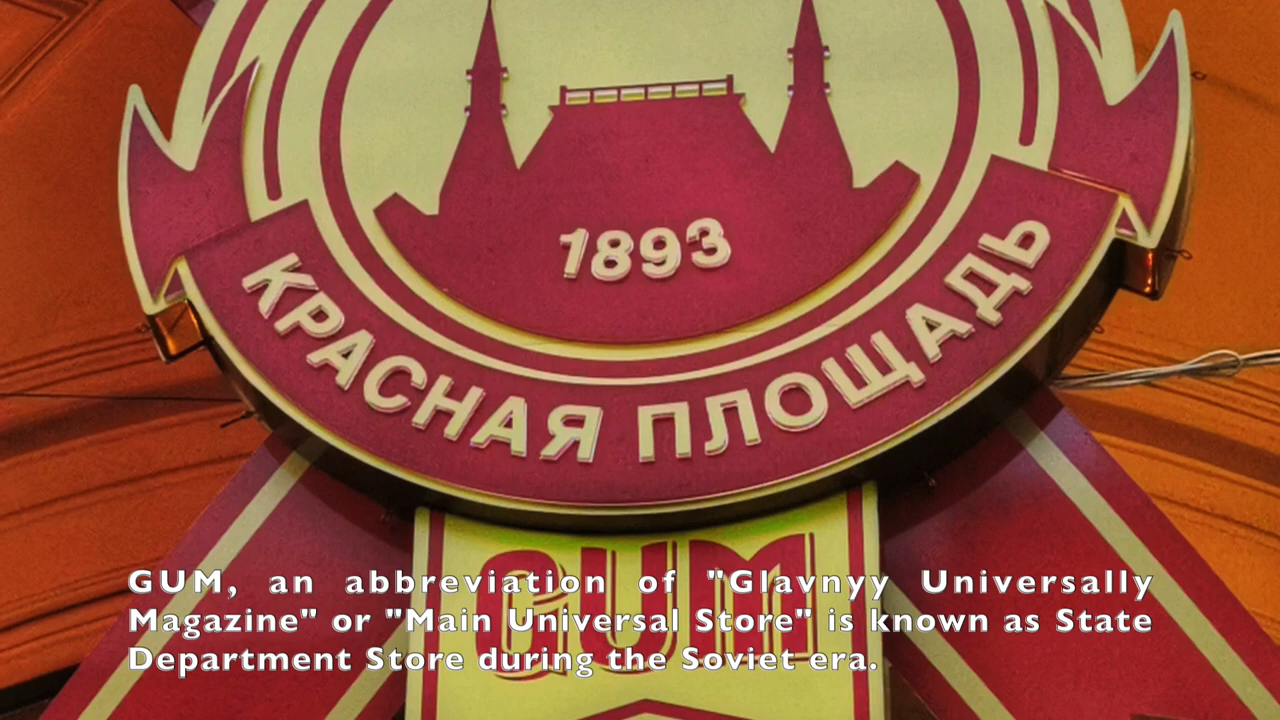 1893
КРАСНАЯ ПЛОЩАДЬ
GUM
GUM, an abbreviation of "Glavnyy Universally
Magazine" or "Main Universal Store" is known as State
Department Store during the Soviet era.